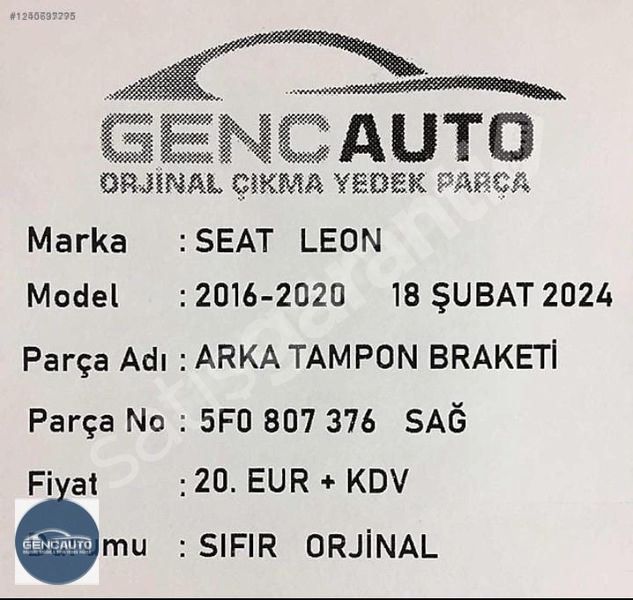 GENCAUTO
ORJİNAL ÇIKMA YEDEK PARÇA
Marka : SEAT LEON
Model : 2016-2020 18 ŞUBAT 2024
Parça Adı : ARKA TAMPON BRAKETİ
Parça No : 5F0 807 376 SAĞ
Fiyat : 20. EUR + KDV
mu : SIFIR ORJİNAL
GENCAUTO